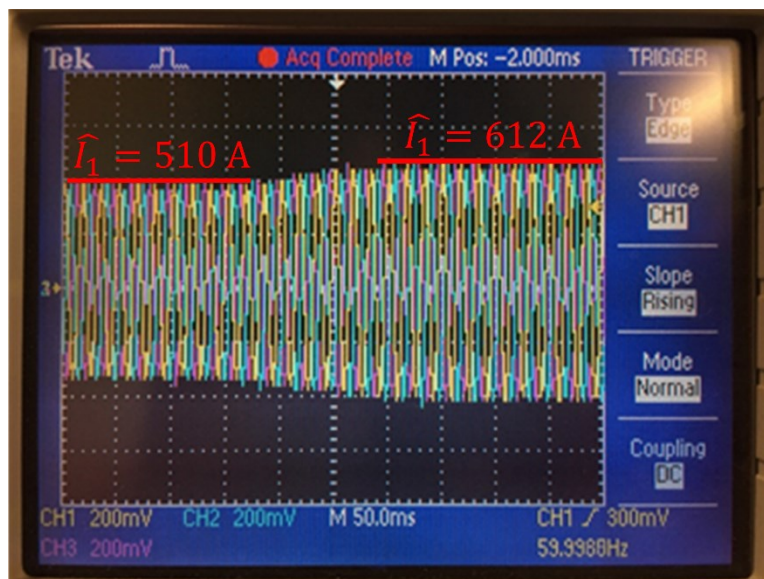 Tek Acq Complete M Pos: -2.000ms TRIGGER
Type
Edge
Î₁ = 510 A Î₁ = 612 A
Source
CH1
Slope
Rising
3
Mode
Normal
Coupling
DC
CH1 200mV CH2 200mV M 50.0ms CH1 300mV
CH3 200mV 59.9988Hz